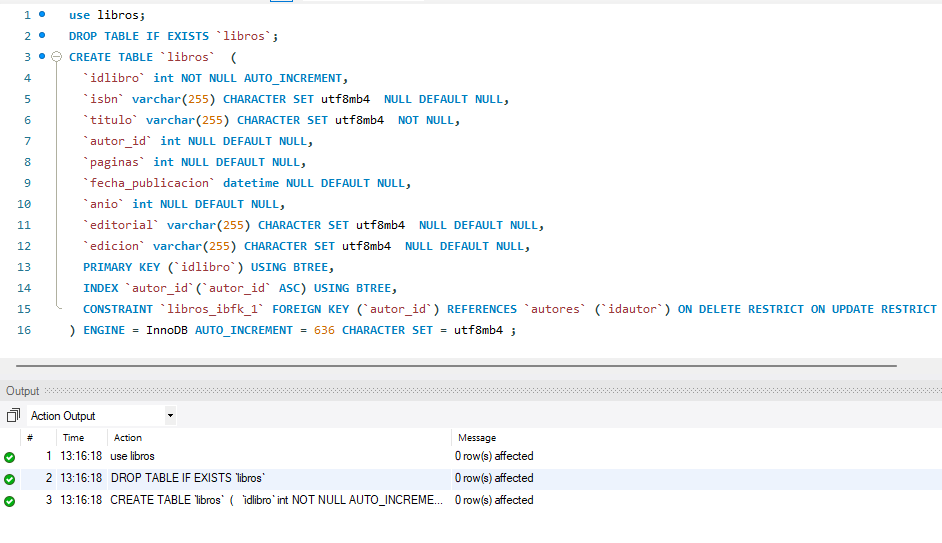 1 use libros;
2 DROP TABLE IF EXISTS `libros`;
3 CREATE TABLE `libros`  (
4 `idlibro` int NOT NULL AUTO_INCREMENT,
5 `isbn` varchar(255) CHARACTER SET utf8mb4  NULL DEFAULT NULL,
6 `titulo` varchar(255) CHARACTER SET utf8mb4  NOT NULL,
7 `autor_id` int NULL DEFAULT NULL,
8 `paginas` int NULL DEFAULT NULL,
9 `fecha_publicacion` datetime NULL DEFAULT NULL,
10 `anio` int NULL DEFAULT NULL,
11 `editorial` varchar(255) CHARACTER SET utf8mb4  NULL DEFAULT NULL,
12 `edicion` varchar(255) CHARACTER SET utf8mb4  NULL DEFAULT NULL,
13 PRIMARY KEY (`idlibro`) USING BTREE,
14 INDEX `autor_id`(`autor_id` ASC) USING BTREE,
15 CONSTRAINT `libros_ibfk_1` FOREIGN KEY (`autor_id`) REFERENCES `autores` (`idautor`) ON DELETE RESTRICT ON UPDATE RESTRICT
16 ) ENGINE = InnoDB AUTO_INCREMENT = 636 CHARACTER SET = utf8mb4 ;
Output
Action Output
# Time Action Message
1 13:16:18 use libros 0 row(s) affected
2 13:16:18 DROP TABLE IF EXISTS `libros` 0 row(s) affected
3 13:16:18 CREATE TABLE `libros`  (   `idlibro` int NOT NULL AUTO_INCREME... 0 row(s) affected